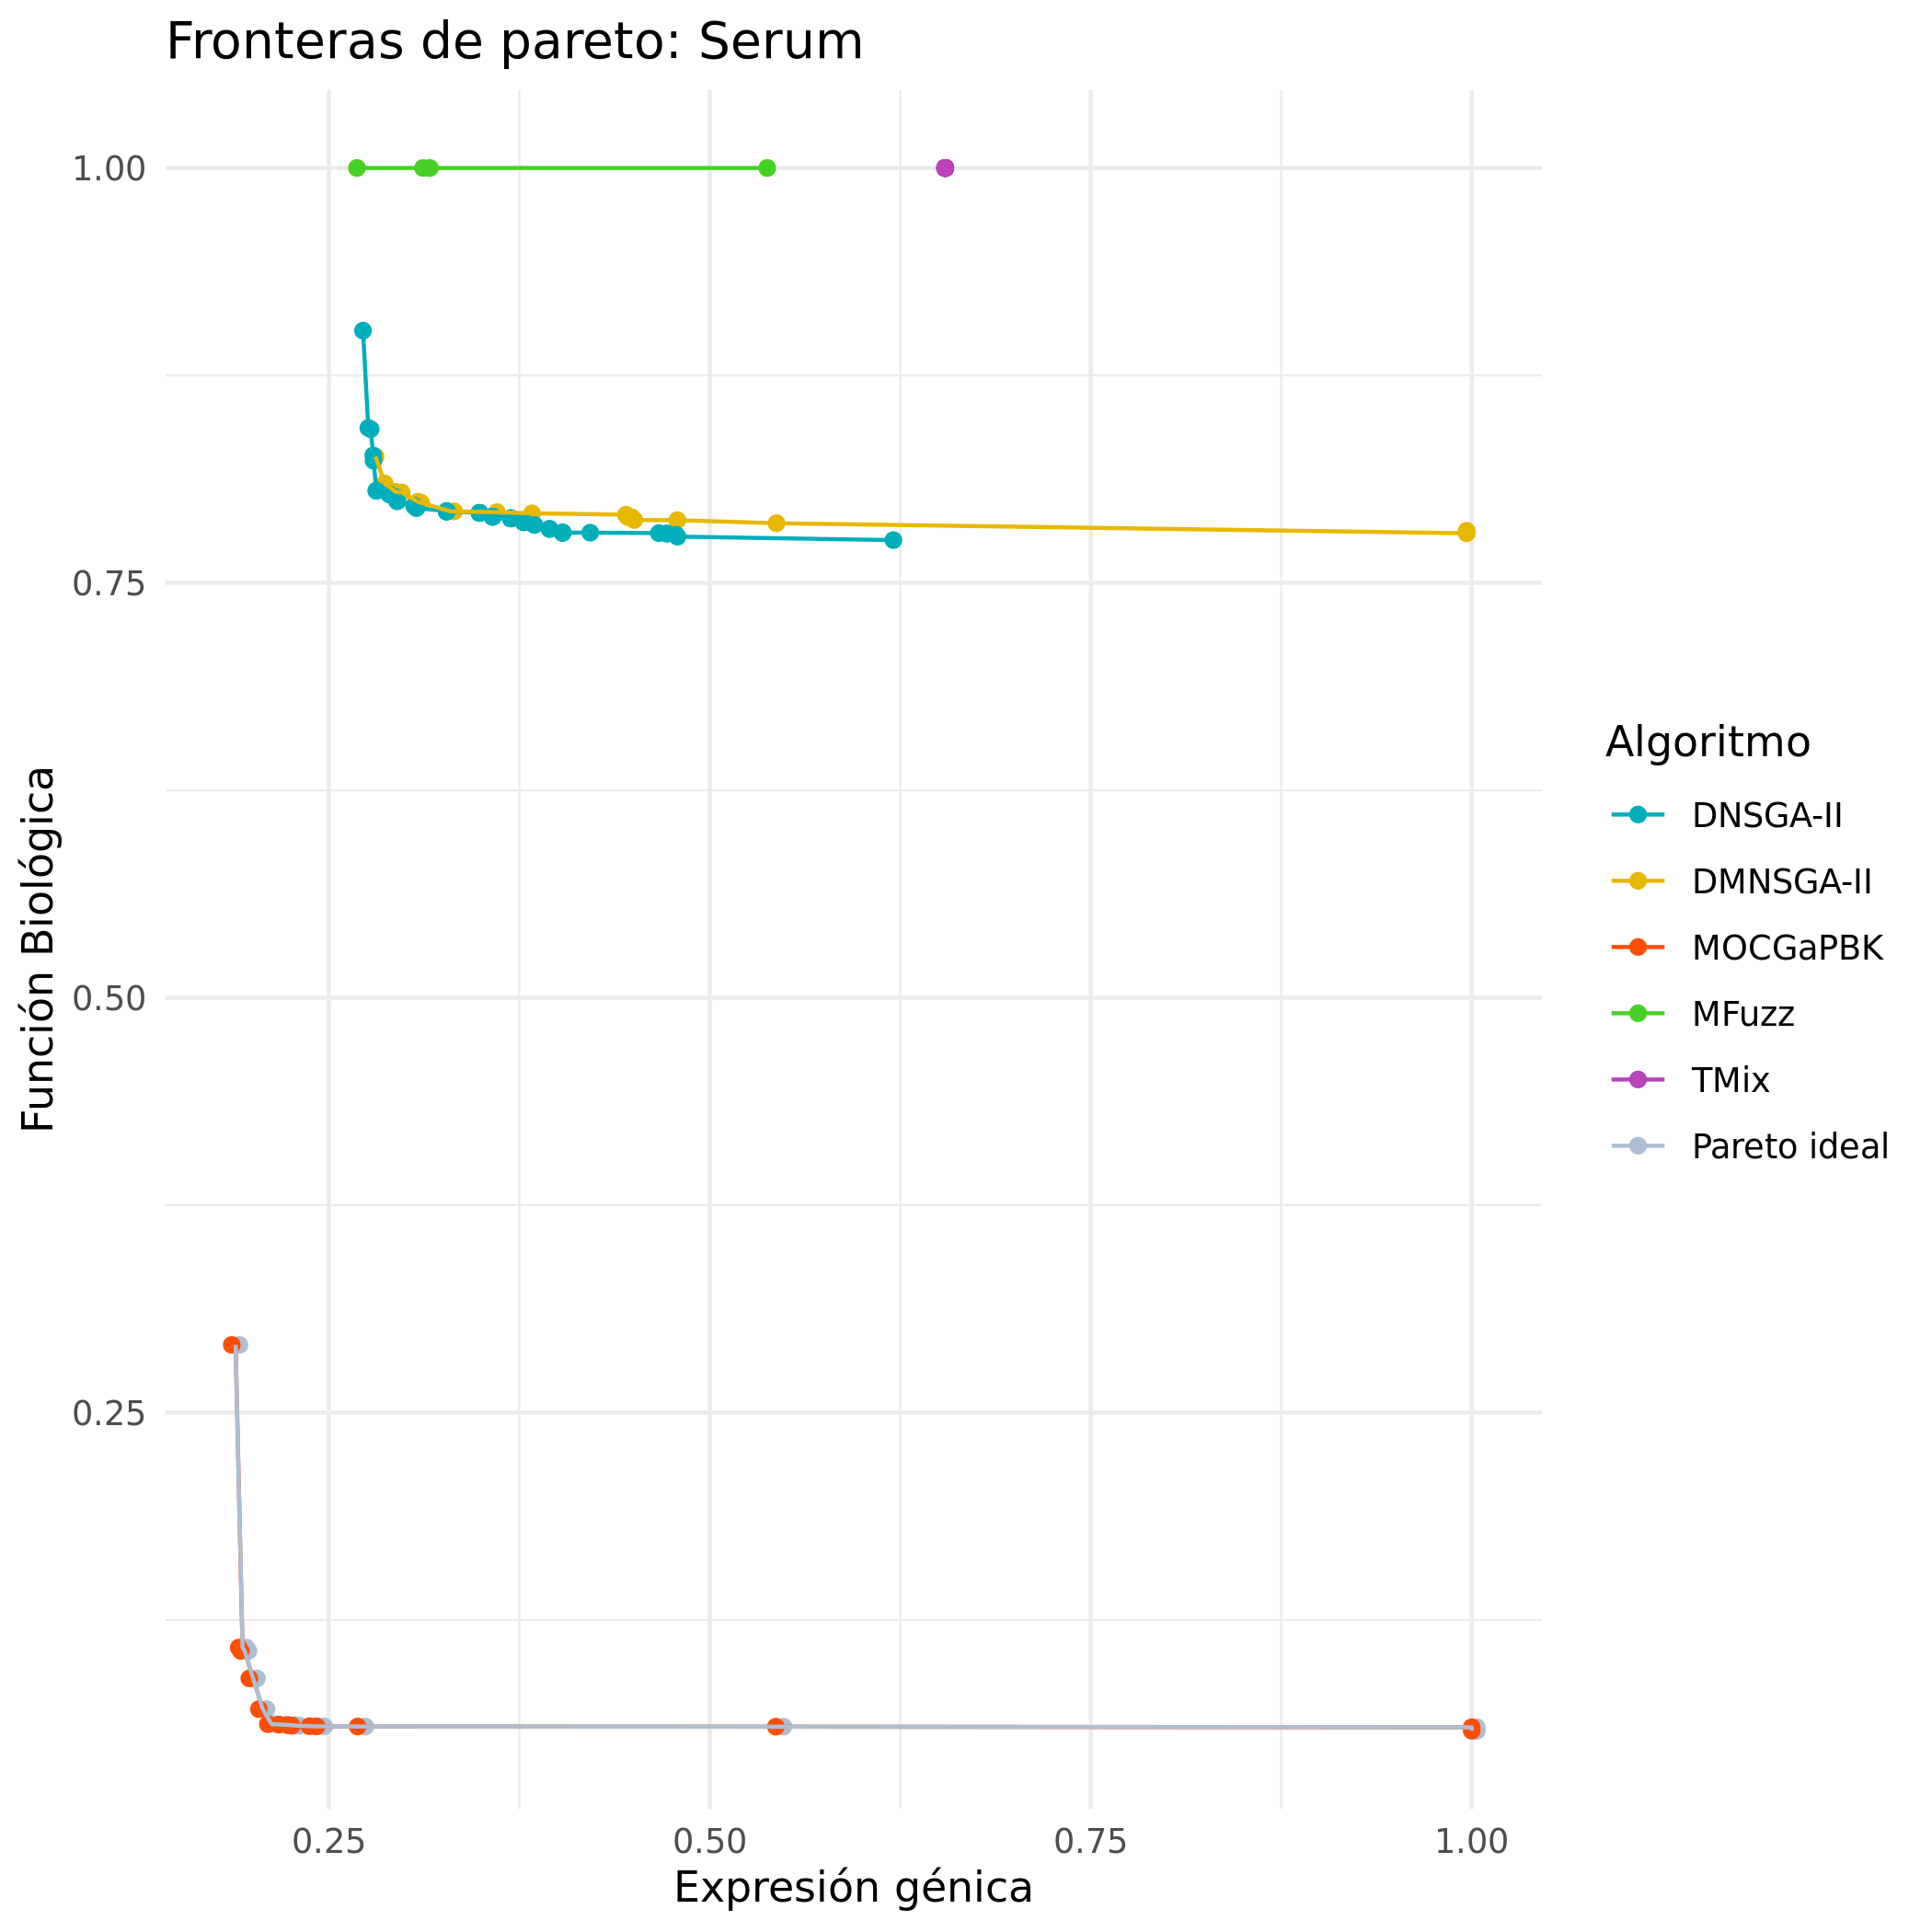 Fronteras de pareto: Serum
Función Biológica
1.00
0.75
0.50
0.25
0.25
0.50
0.75
1.00
Expresión génica
Algoritmo
DNSGA-II
DMNSGA-II
MOCGaPBK
MFuzz
TMix
Pareto ideal